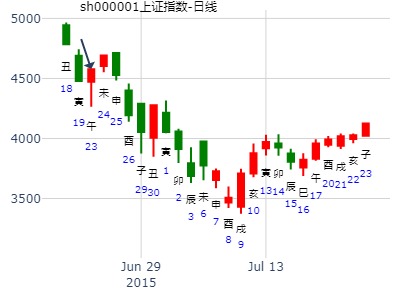 sh000001上证指数-日线
5000
4500
4000
3500
丑
18
寅
19
午
23
未
24
申
25
酉
26
子
29
丑
30
寅
1
卯
2
辰
3
未
6
申
7
酉
8
戌
9
亥
10
寅
13
卯
14
辰
15
巳
16
午
17
酉
20
戌
21
亥
22
子
23
Jun 29
2015
Jul 13